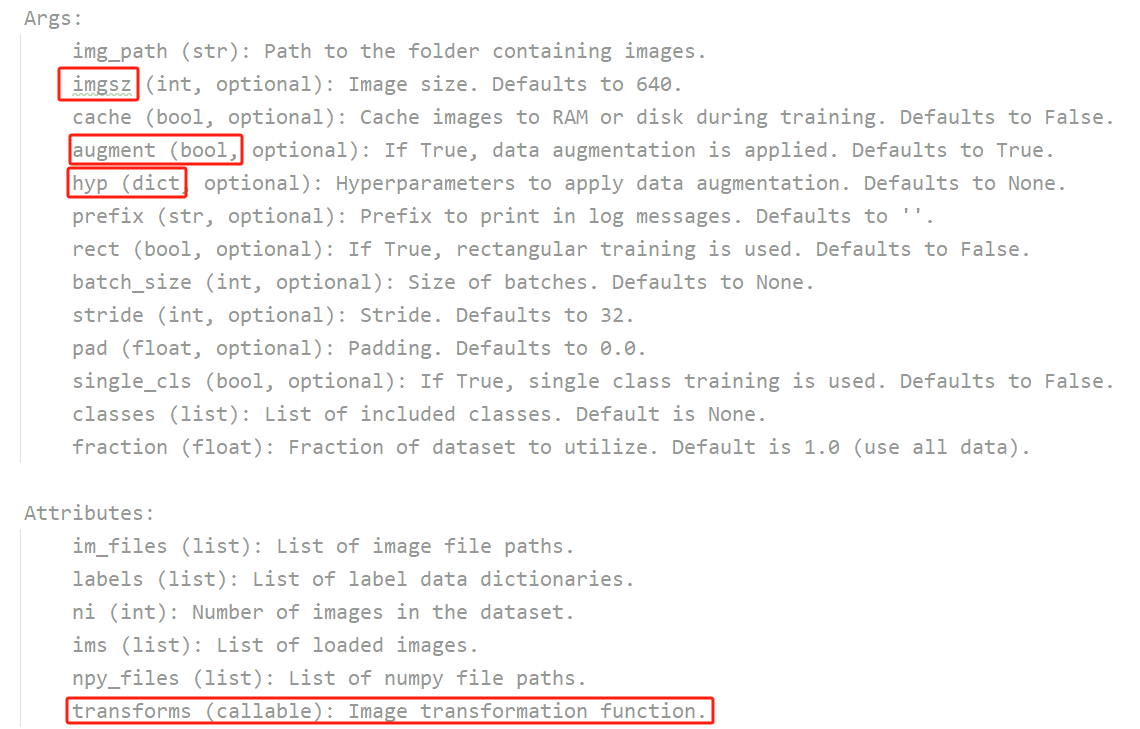 Args:
img_path (str): Path to the folder containing images.
imgsz (int, optional): Image size. Defaults to 640.
cache (bool, optional): Cache images to RAM or disk during training. Defaults to False.
augment (bool, optional): If True, data augmentation is applied. Defaults to True.
hyp (dict, optional): Hyperparameters to apply data augmentation. Defaults to None.
prefix (str, optional): Prefix to print in log messages. Defaults to ''.
rect (bool, optional): If True, rectangular training is used. Defaults to False.
batch_size (int, optional): Size of batches. Defaults to None.
stride (int, optional): Stride. Defaults to 32.
pad (float, optional): Padding. Defaults to 0.0.
single_cls (bool, optional): If True, single class training is used. Defaults to False.
classes (list): List of included classes. Default is None.
fraction (float): Fraction of dataset to utilize. Default is 1.0 (use all data).
Attributes:
im_files (list): List of image file paths.
labels (list): List of label data dictionaries.
ni (int): Number of images in the dataset.
ims (list): List of loaded images.
npy_files (list): List of numpy file paths.
transforms (callable): Image transformation function.